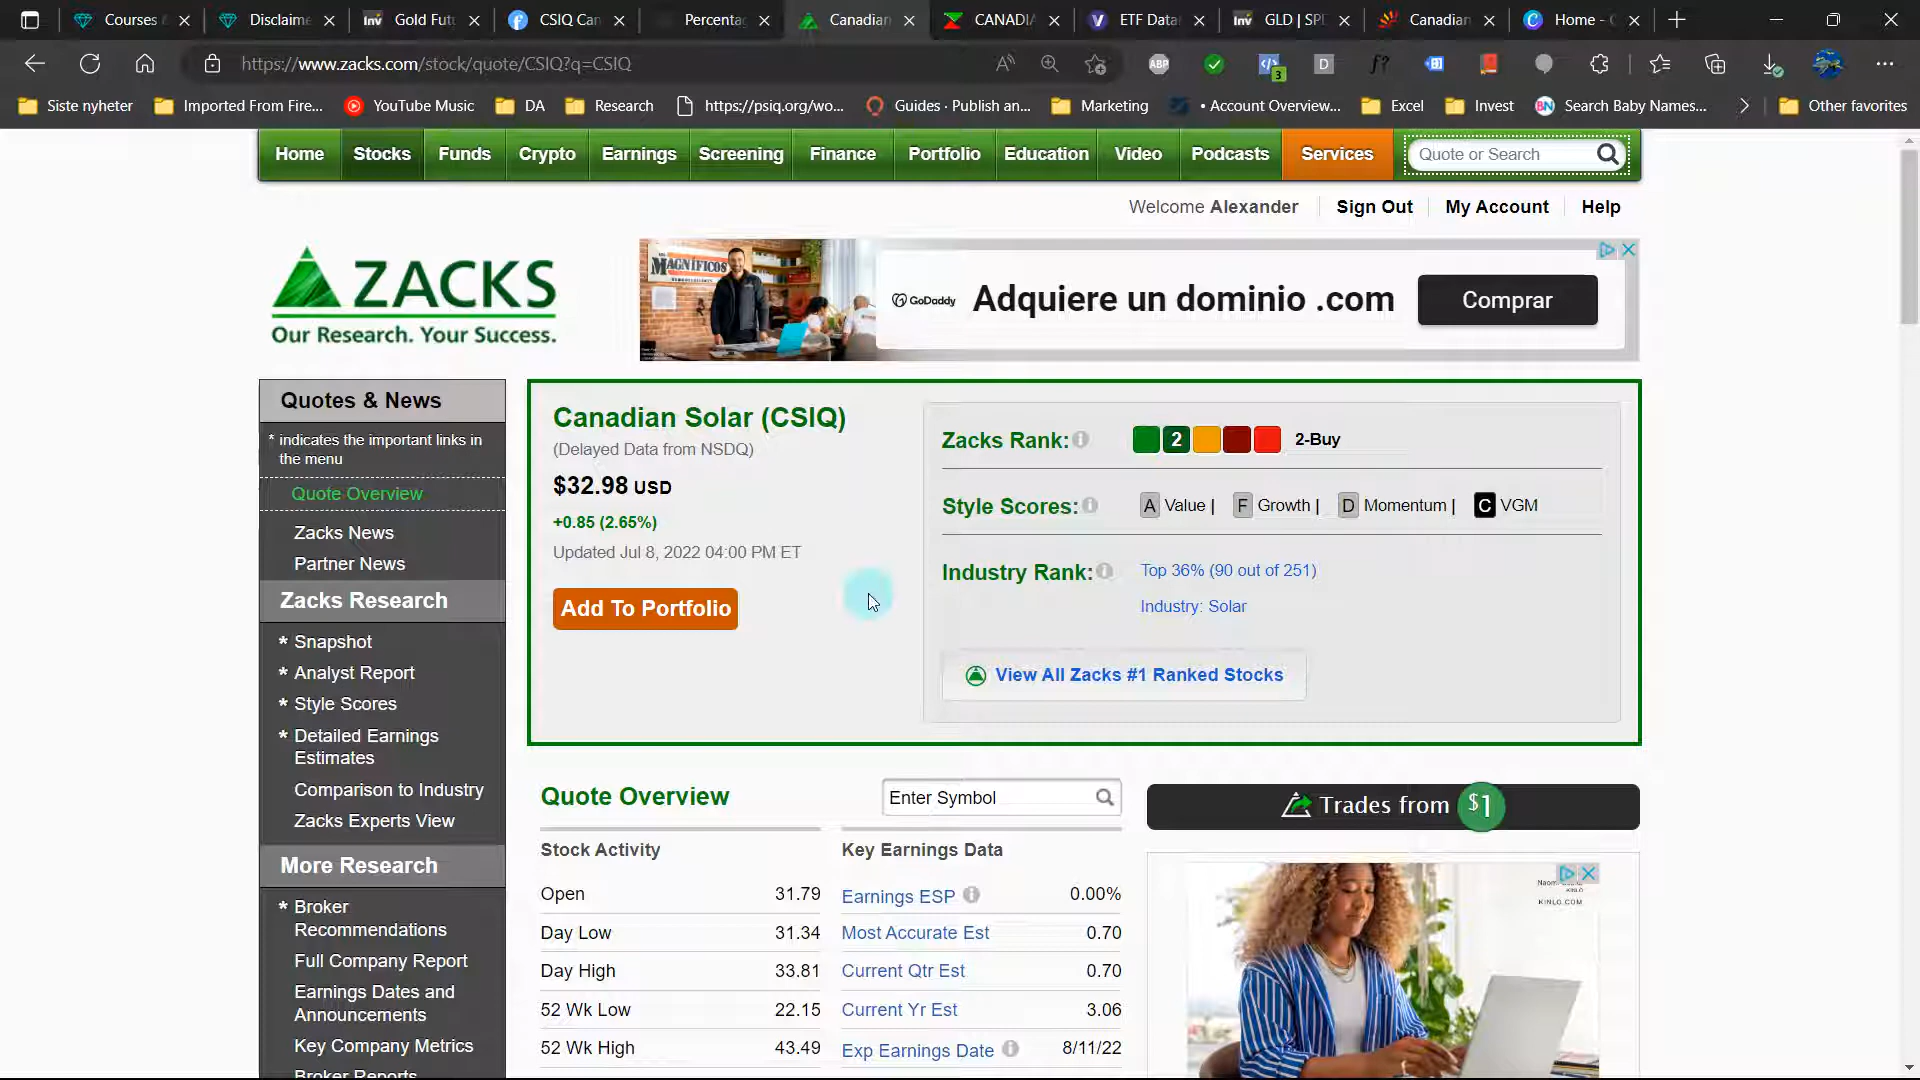 Courses
Disclaime
Inv Gold Fut
CSIQ Can
Percentag
Canadian
CANADIA
V ETF Data
Inv GLD | SP
Canadian
Home -
https://www.zacks.com/stock/quote/CSIQ?q=CSIQ
ABP
3
D
f?
Siste nyheter
Imported From Fire...
YouTube Music
DA
Research
https://psiq.org/wo...
Guides · Publish an...
Marketing
• Account Overview...
Excel
Invest
BN Search Baby Names...
Other favorites
Home Stocks Funds Crypto Earnings Screening Finance Portfolio Education Video Podcasts Services Quote or Search
Welcome Alexander Sign Out My Account Help
ZACKS
Our Research. Your Success.
MAGNÍFICOS
GoDaddy Adquiere un dominio .com Comprar
Quotes & News
* indicates the important links in
the menu
Quote Overview
Zacks News
Partner News
Zacks Research
* Snapshot
* Analyst Report
* Style Scores
* Detailed Earnings
Estimates
Comparison to Industry
Zacks Experts View
More Research
* Broker
Recommendations
Full Company Report
Earnings Dates and
Announcements
Key Company Metrics
Broker Reports
Canadian Solar (CSIQ)
(Delayed Data from NSDQ)
$32.98 USD
+0.85 (2.65%)
Updated Jul 8, 2022 04:00 PM ET
Add To Portfolio
Zacks Rank: 2 2-Buy
Style Scores: A Value | F Growth | D Momentum | C VGM
Industry Rank: Top 36% (90 out of 251)
Industry: Solar
View All Zacks #1 Ranked Stocks
Quote Overview
Enter Symbol
Stock Activity
Open 31.79
Day Low 31.34
Day High 33.81
52 Wk Low 22.15
52 Wk High 43.49
Key Earnings Data
Earnings ESP 0.00%
Most Accurate Est 0.70
Current Qtr Est 0.70
Current Yr Est 3.06
Exp Earnings Date 8/11/22
Trades from $1
KINLO.COM